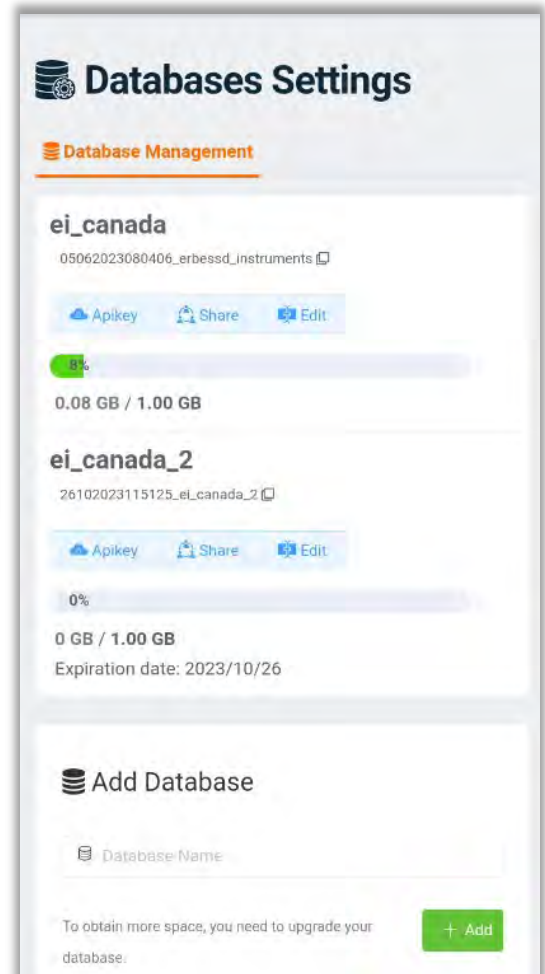 Databases Settings
Database Management
ei_canada
05062023080406_erbessd_instruments
Apikey Share Edit
8%
0.08 GB / 1.00 GB
ei_canada_2
26102023115125_ei_canada_2
Apikey Share Edit
0%
0 GB / 1.00 GB
Expiration date: 2023/10/26
Add Database
Database Name
To obtain more space, you need to upgrade your
database.
+ Add